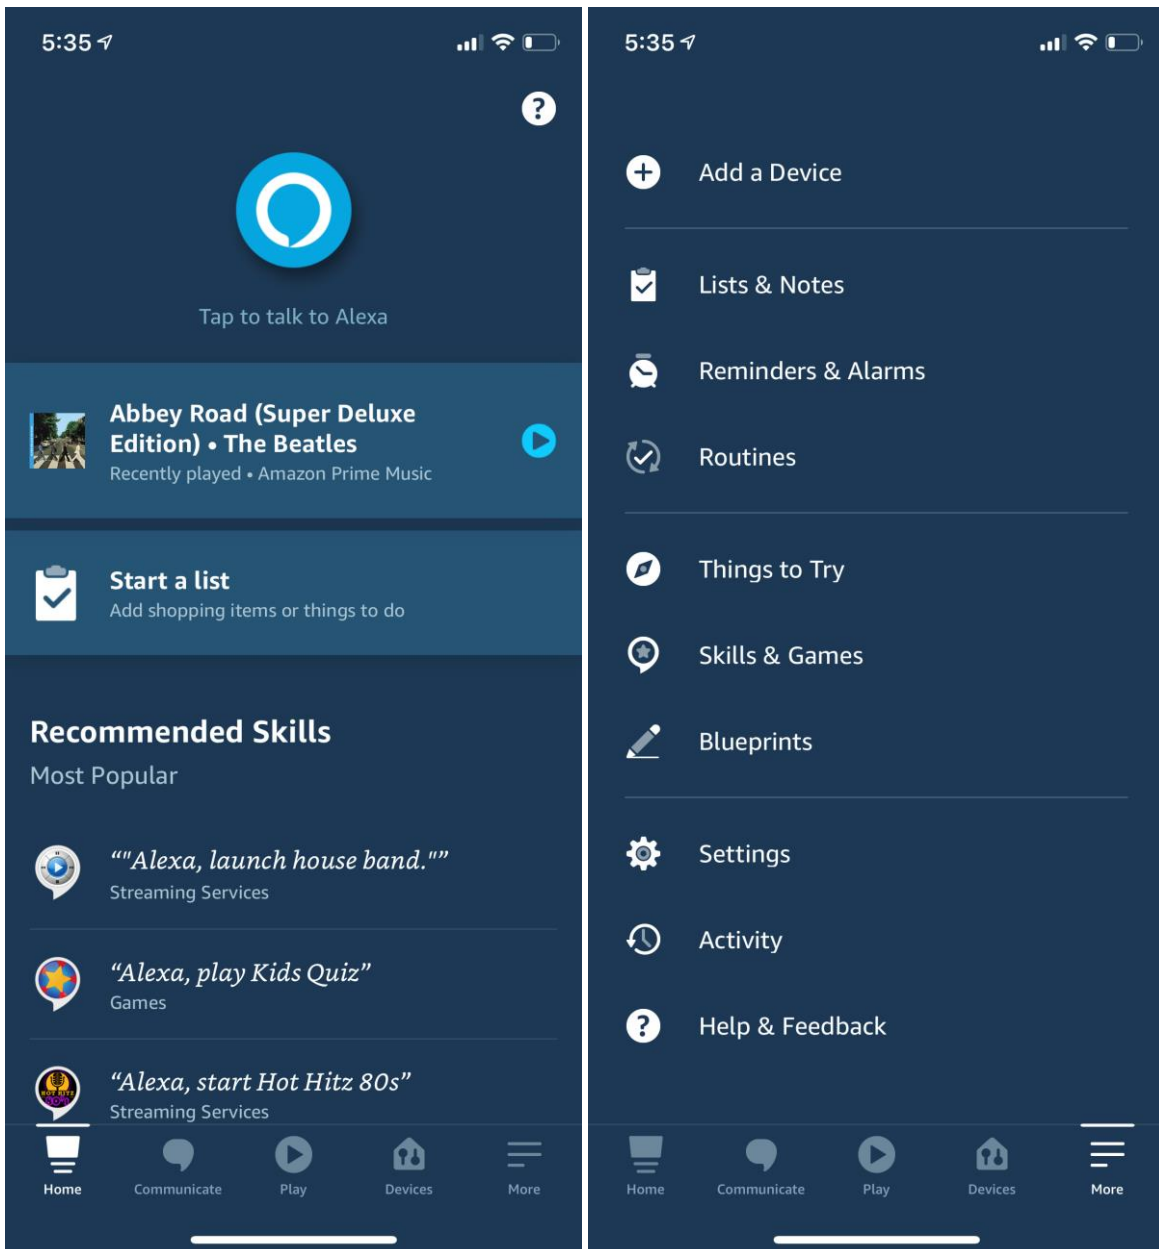 5:35
?
Tap to talk to Alexa
Abbey Road (Super Deluxe
Edition) • The Beatles
Recently played • Amazon Prime Music
Start a list
Add shopping items or things to do
Recommended Skills
Most Popular
“"Alexa, launch house band."”
Streaming Services
“Alexa, play Kids Quiz”
Games
HOT HITZ
80's
“Alexa, start Hot Hitz 80s”
Streaming Services
Home
Communicate
Play
Devices
More
5:35
Add a Device
Lists & Notes
Reminders & Alarms
Routines
Things to Try
Skills & Games
Blueprints
Settings
Activity
?
Help & Feedback
Home
Communicate
Play
Devices
More